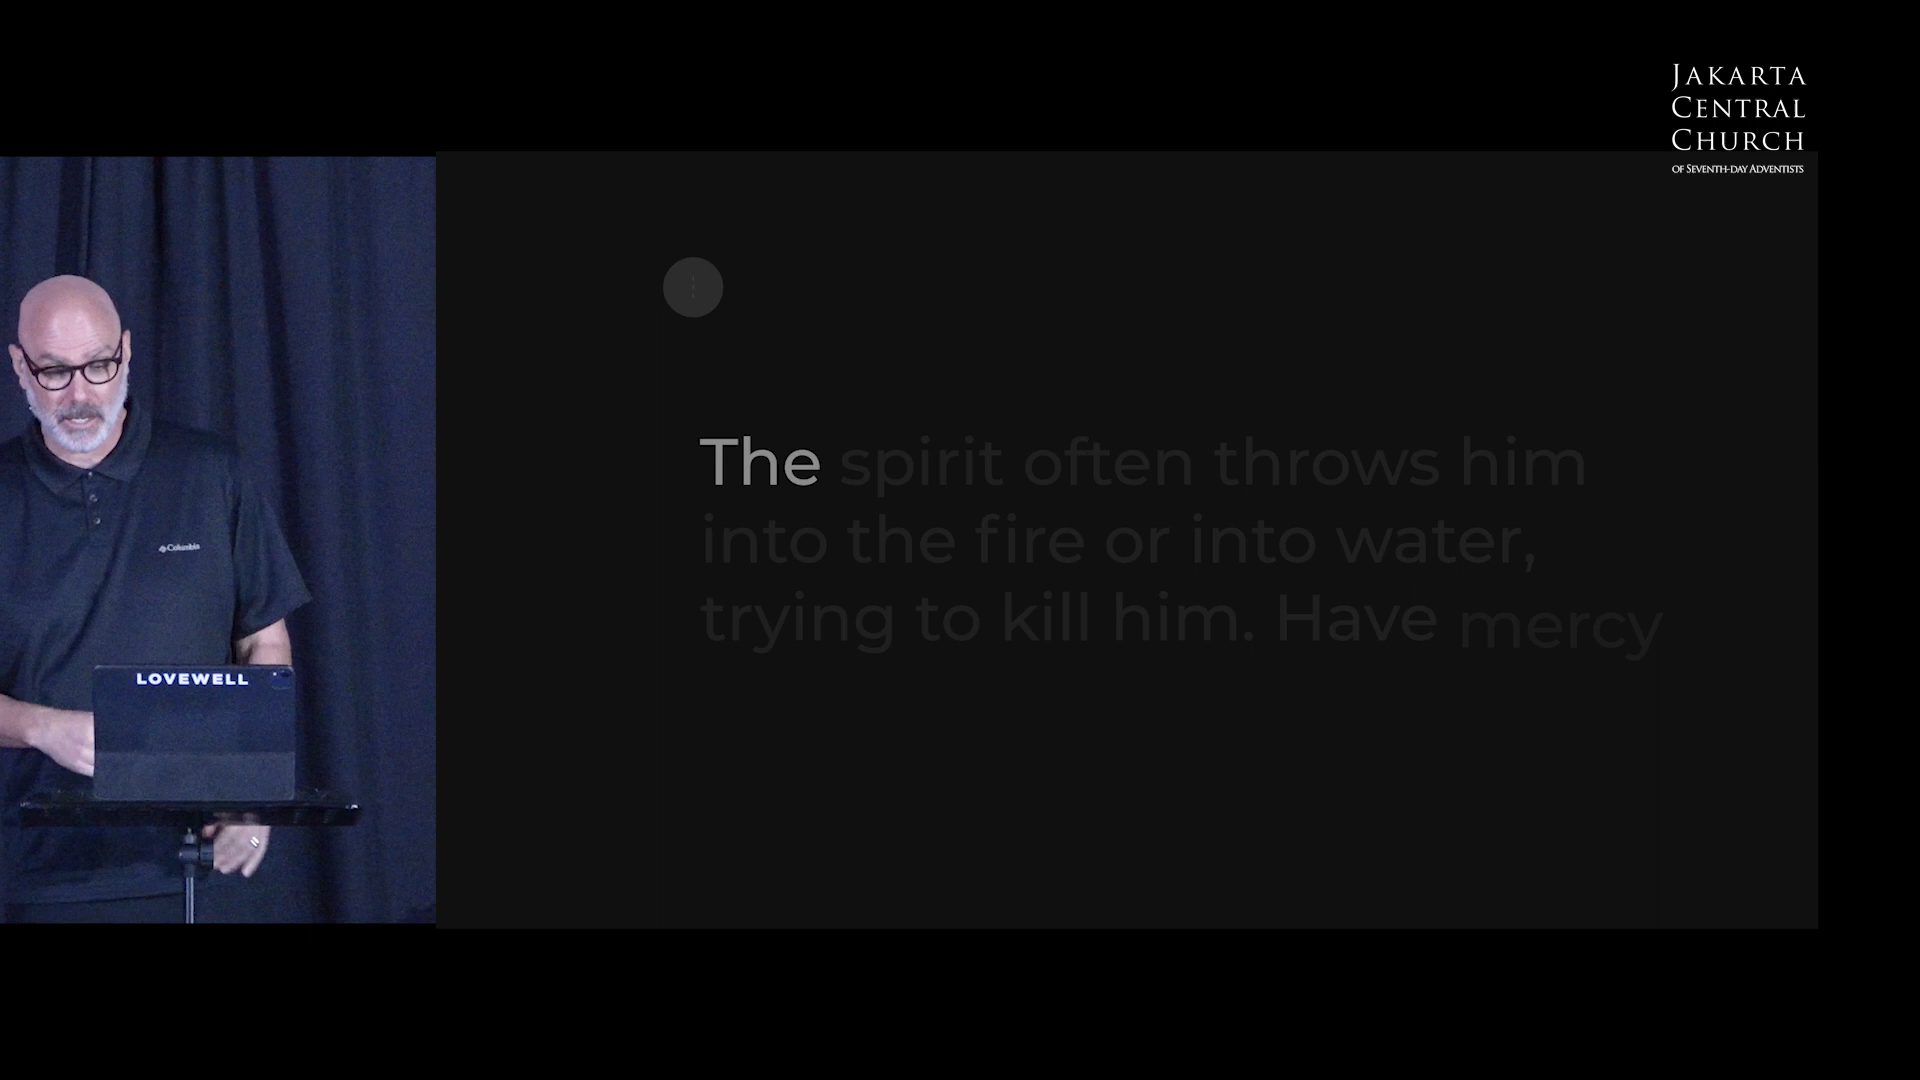 JAKARTA
CENTRAL
CHURCH
OF SEVENTH-DAY ADVENTISTS
The spirit often throws him
into the fire or into water,
trying to kill him. Have mercy
Columbia
LOVEWELL